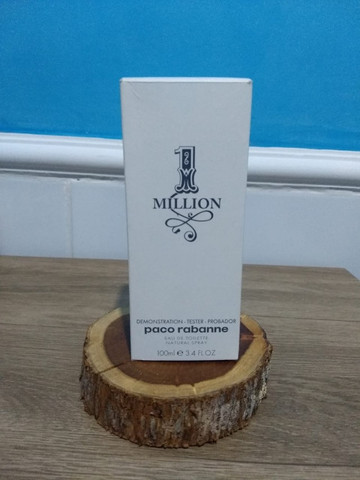 1
MILLION
DEMONSTRATION - TESTER - PROBADOR
paco rabanne
EAU DE TOILETTE
NATURAL SPRAY
100ml ℮ 3.4 FL.OZ